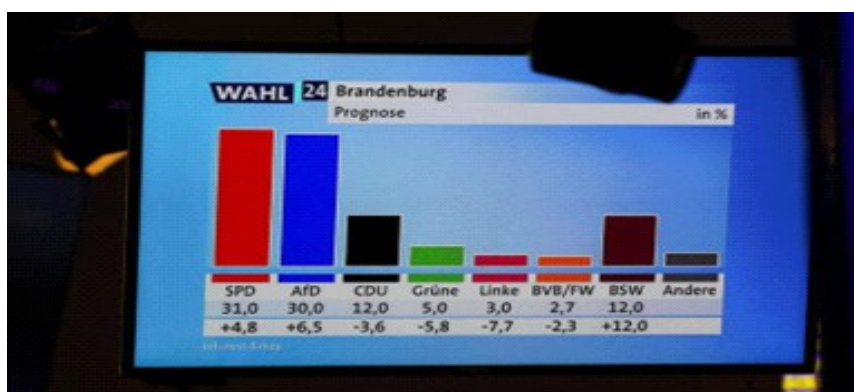 WAHL 24 Brandenburg
Prognose in %
SPD AfD CDU Grüne Linke BVB/FW BSW Andere
31,0 30,0 12,0 5,0 3,0 2,7 12,0
+4,8 +6,5 -3,6 -5,8 -7,7 -2,3 +12,0